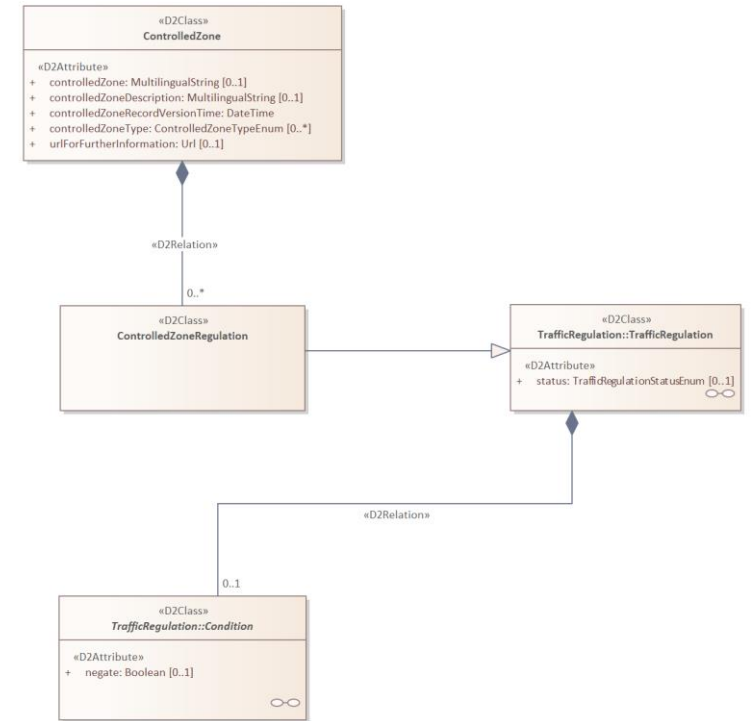 «D2Class»
ControlledZone
«D2Attribute»
+ controlledZone: MultilingualString [0..1]
+ controlledZoneDescription: MultilingualString [0..1]
+ controlledZoneRecordVersionTime: DateTime
+ controlledZoneType: ControlledZoneTypeEnum [0..*]
+ urlForFurtherInformation: Url [0..1]
«D2Relation»
0..*
«D2Class»
ControlledZoneRegulation
«D2Class»
TrafficRegulation::TrafficRegulation
«D2Attribute»
+ status: TrafficRegulationStatusEnum [0..1]
«D2Relation»
0..1
«D2Class»
TrafficRegulation::Condition
«D2Attribute»
+ negate: Boolean [0..1]